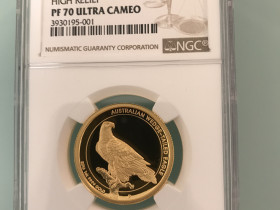 HIGH RELIEF
PF 70 ULTRA CAMEO
3930195-001
NUMISMATIC GUARANTY CORPORATION
NGC
AUSTRALIAN WEDGE-TAILED EAGLE